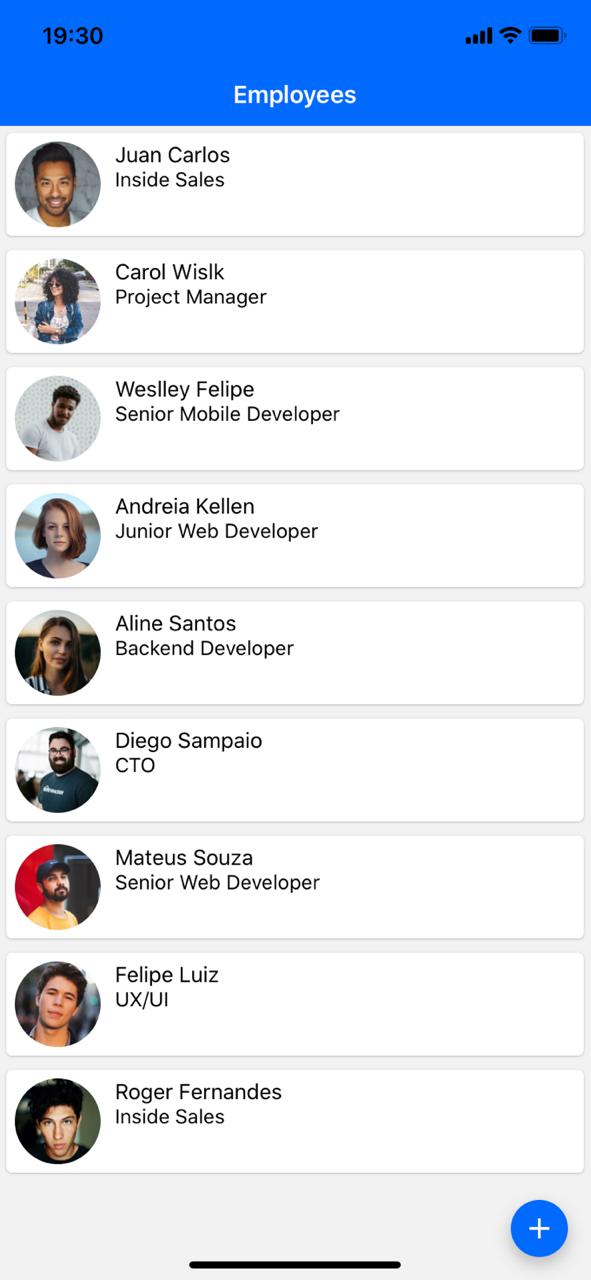 19:30
Employees
Juan Carlos
Inside Sales
Carol Wislk
Project Manager
Weslley Felipe
Senior Mobile Developer
Andreia Kellen
Junior Web Developer
Aline Santos
Backend Developer
Diego Sampaio
CTO
Mateus Souza
Senior Web Developer
Felipe Luiz
UX/UI
Roger Fernandes
Inside Sales
+